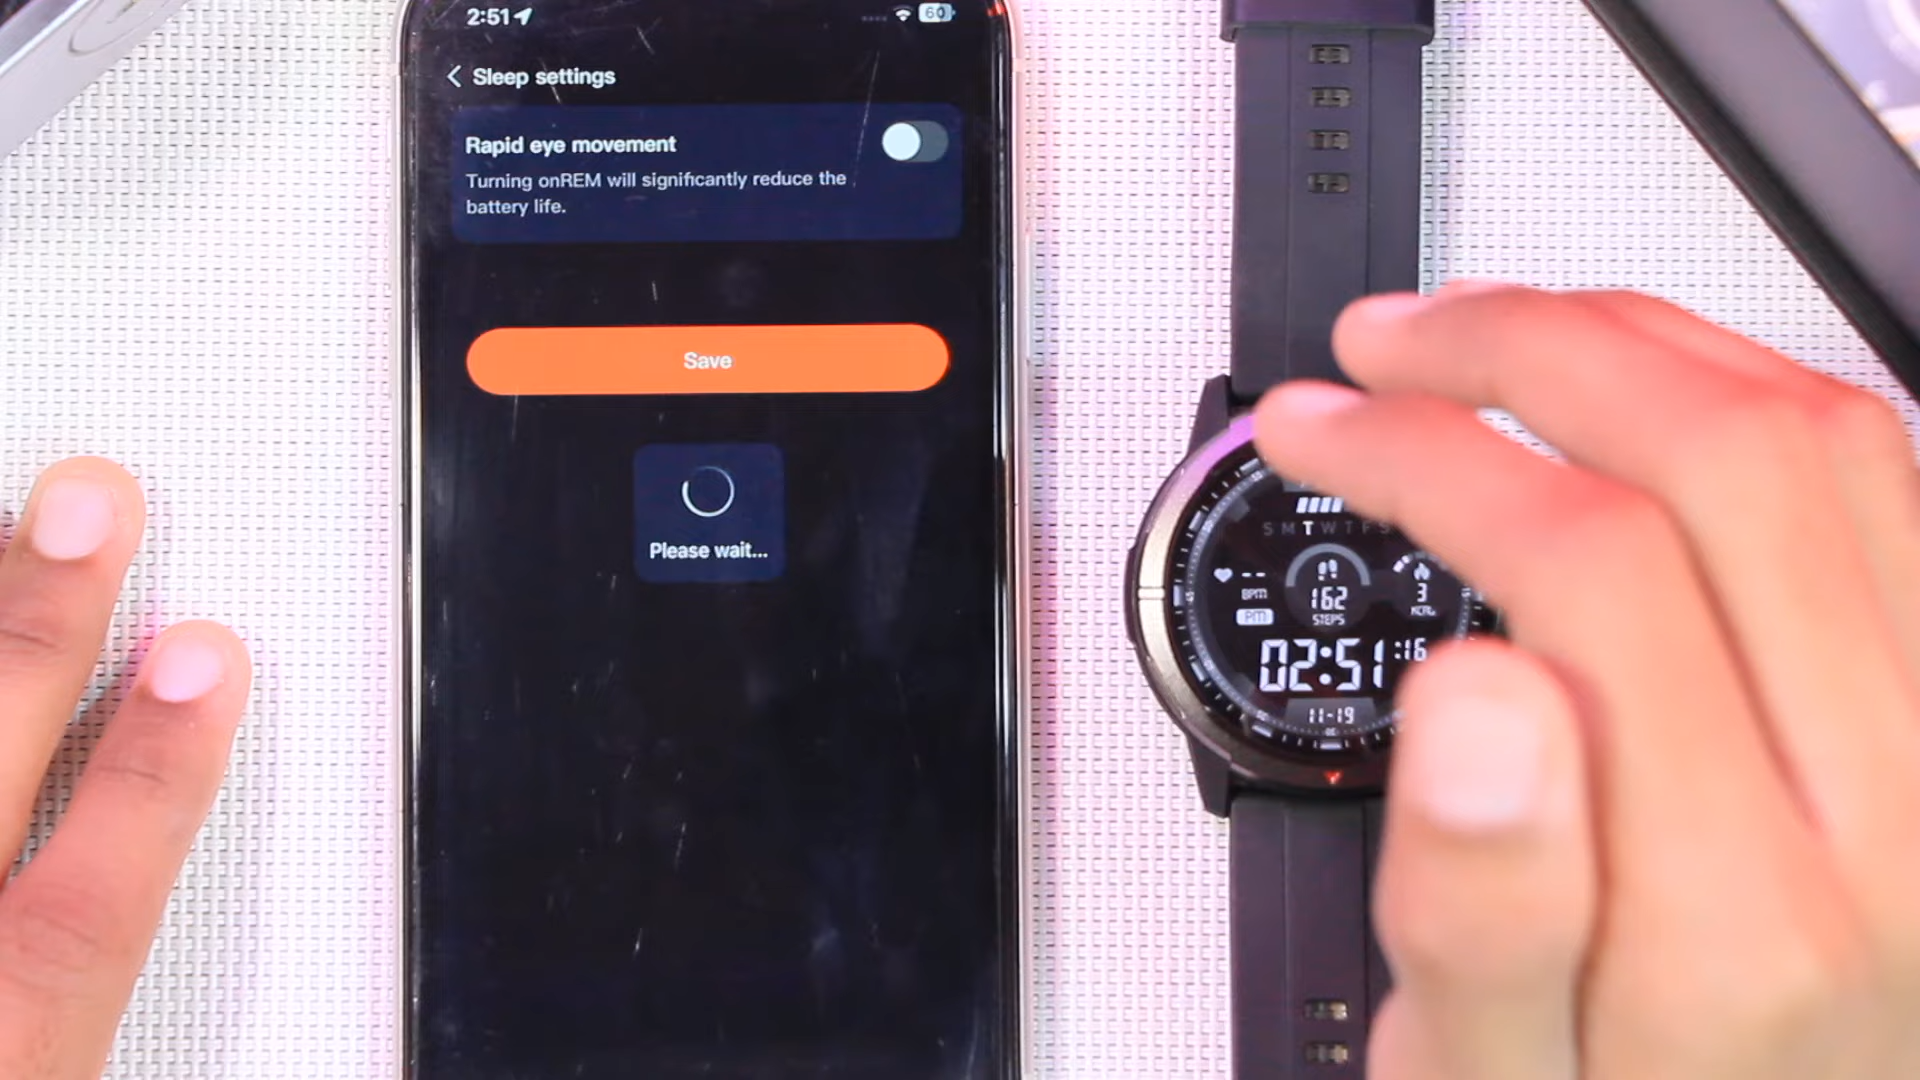 2:51
60
Sleep settings
Rapid eye movement
Turning onREM will significantly reduce the
battery life.
Save
Please wait...
S M T W T F S
--
BPM
162
STEPS
3
KCAL
PM
02:51 :16
11-19